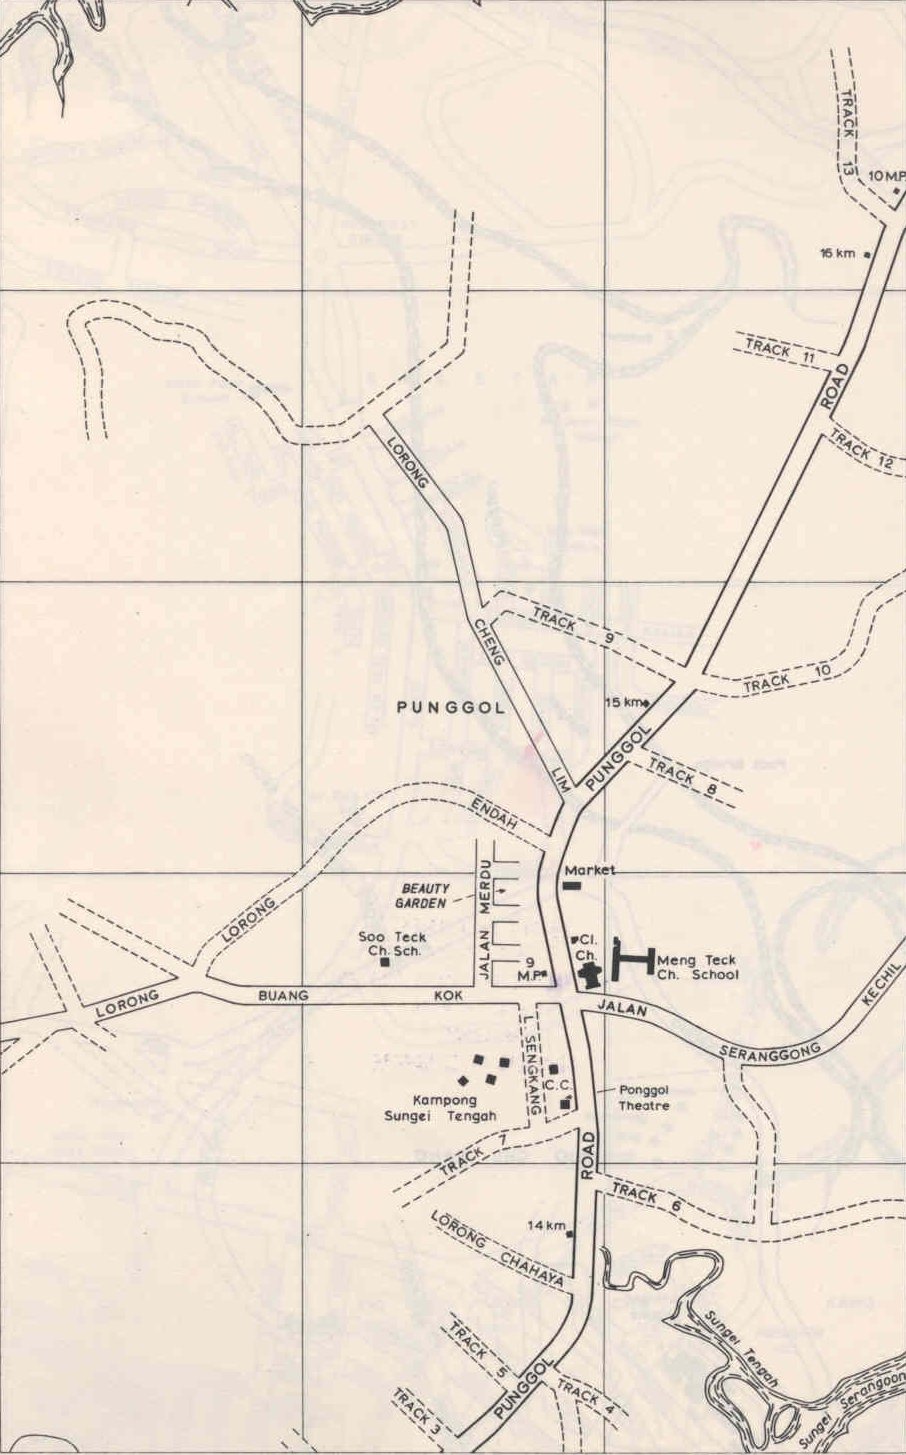 TRACK 13
10 M.P.
16 km
TRACK 11
ROAD
TRACK 12
LORONG
TRACK 9
CHENG
TRACK 10
PUNGGOL
15 km
PUNGGOL
TRACK 8
LIM
ENDAH
Market
BEAUTY
GARDEN
MERDU
LORONG
Soo Teck
Ch. Sch.
JALAN
Cl.
Ch.
9
M.P.
Meng Teck
Ch. School
KECHIL
LORONG
BUANG
KOK
JALAN
SERANGGONG
L. SENGKANG
C.C.
Ponggol
Theatre
Kampong
Sungei Tengah
TRACK 7
ROAD
TRACK 6
14 km
LORONG CHAHAYA
TRACK 5
Sungei Tengah
PUNGGOL
TRACK 4
TRACK 3
Sungei Serangoon